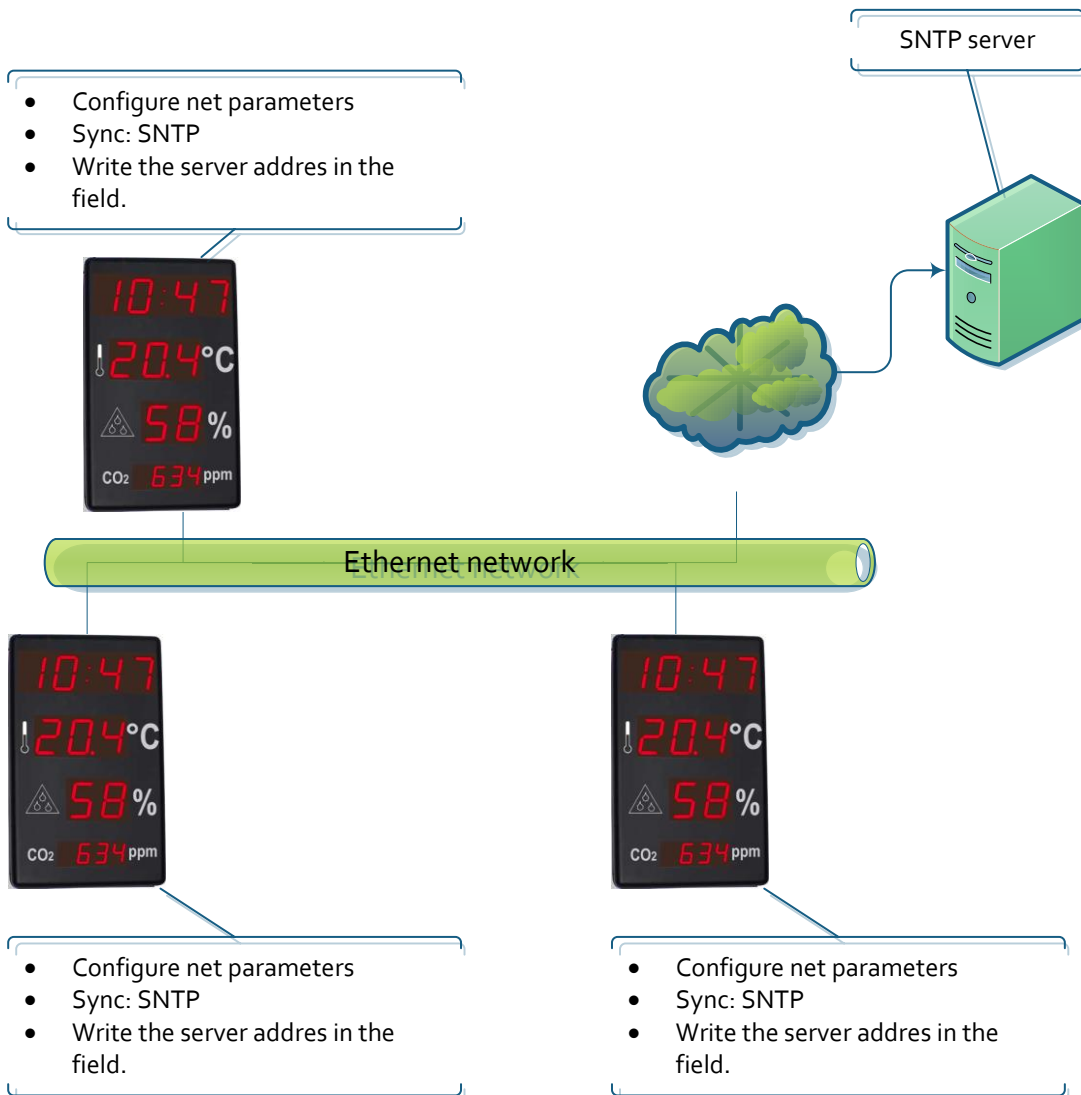 SNTP server
• Configure net parameters
• Sync: SNTP
• Write the server addres in the
field.
10:47
20.4°C
58%
CO₂ 634 ppm
Ethernet network
10:47
20.4°C
58%
CO₂ 634 ppm
10:47
20.4°C
58%
CO₂ 634 ppm
• Configure net parameters
• Sync: SNTP
• Write the server addres in the
field.
• Configure net parameters
• Sync: SNTP
• Write the server addres in the
field.